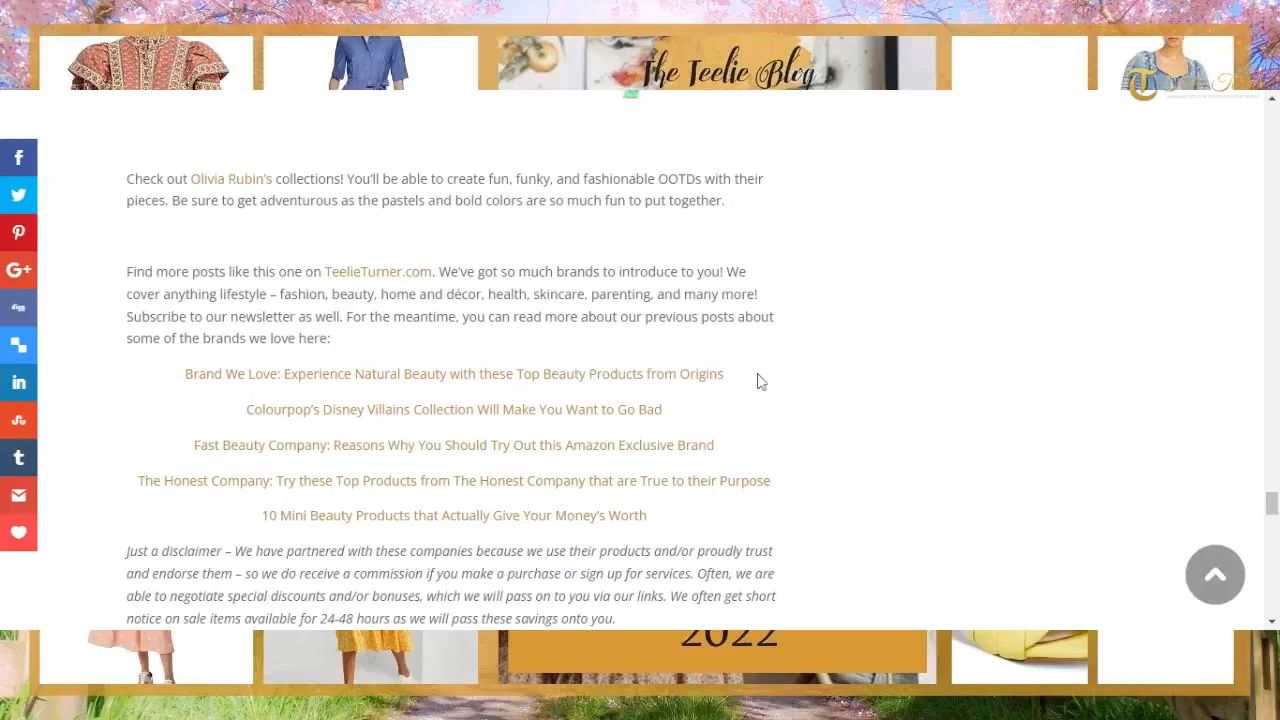 The Teelie Blog
Check out Olivia Rubin's collections! You'll be able to create fun, funky, and fashionable OOTDs with their
pieces. Be sure to get adventurous as the pastels and bold colors are so much fun to put together.
Find more posts like this one on TeelieTurner.com. We've got so much brands to introduce to you! We
cover anything lifestyle – fashion, beauty, home and décor, health, skincare, parenting, and many more!
Subscribe to our newsletter as well. For the meantime, you can read more about our previous posts about
some of the brands we love here:
Brand We Love: Experience Natural Beauty with these Top Beauty Products from Origins
Colourpop's Disney Villains Collection Will Make You Want to Go Bad
Fast Beauty Company: Reasons Why You Should Try Out this Amazon Exclusive Brand
The Honest Company: Try these Top Products from The Honest Company that are True to their Purpose
10 Mini Beauty Products that Actually Give Your Money's Worth
Just a disclaimer – We have partnered with these companies because we use their products and/or proudly trust
and endorse them – so we do receive a commission if you make a purchase or sign up for services. Often, we are
able to negotiate special discounts and/or bonuses, which we will pass on to you via our links. We often get short
notice on sale items available for 24-48 hours as we will pass these savings onto you.
2022